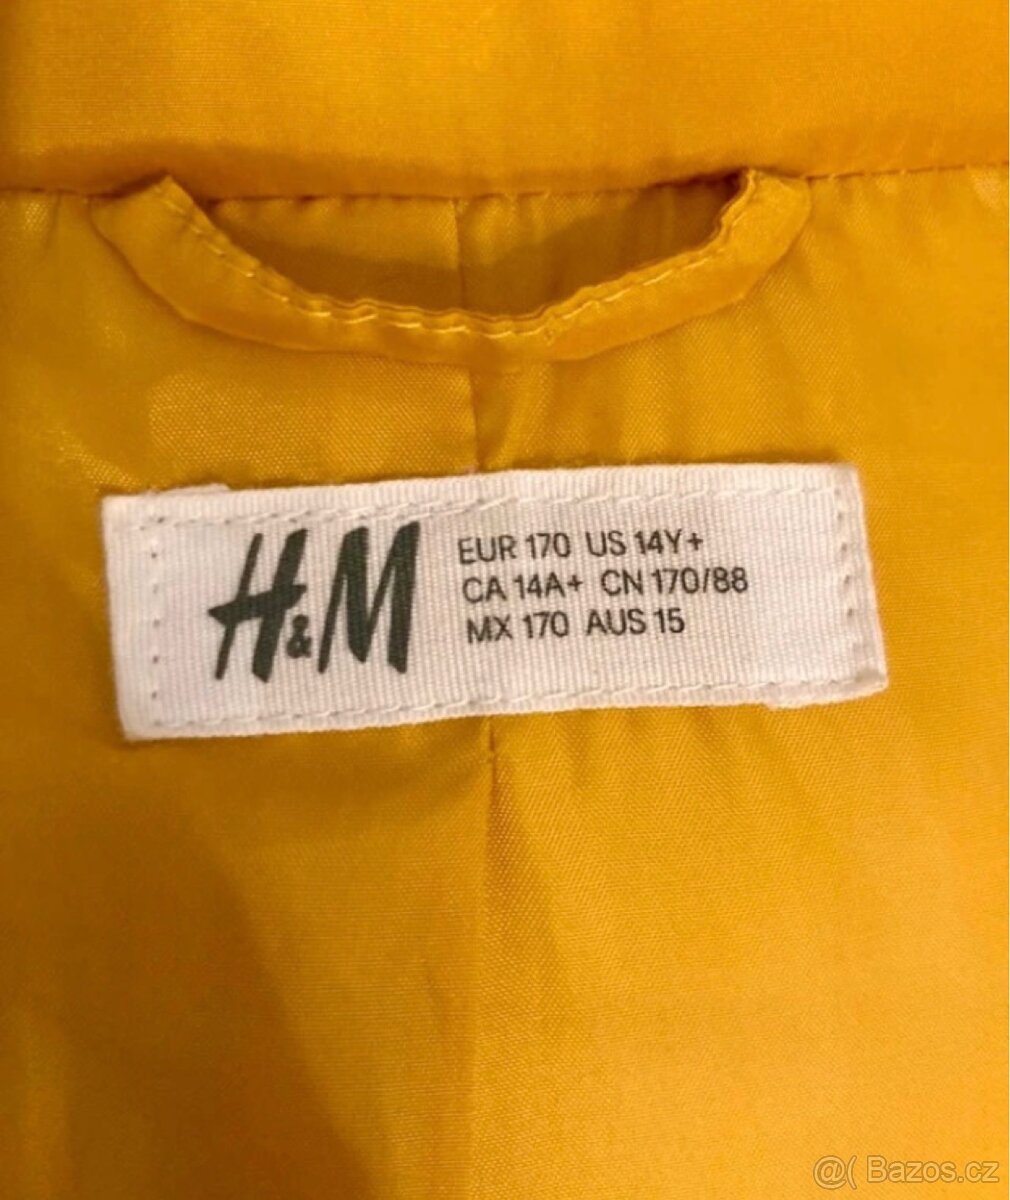 H&M
EUR 170 US 14Y+
CA 14A+ CN 170/88
MX 170 AUS 15
@( Bazos.cz